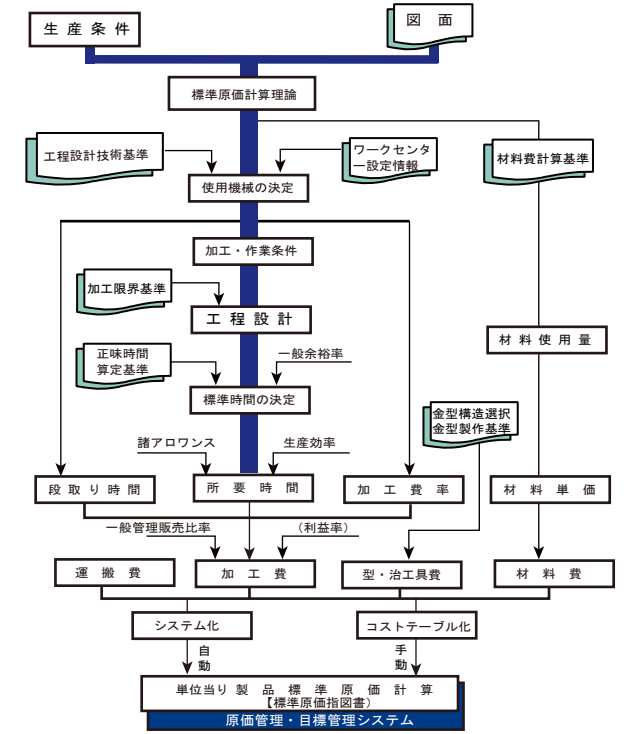 生産条件
図面
標準原価計算理論
工程設計技術基準
ワークセンタ
ー設定情報
材料費計算基準
使用機械の決定
加工・作業条件
加工限界基準
工程設計
材料使用量
正味時間
算定基準
一般余裕率
標準時間の決定
金型構造選択
金型製作基準
諸アロワンス
生産効率
段取り時間
所要時間
加工費率
材料単価
一般管理販売比率
(利益率)
運搬費
加工費
型・治工具費
材料費
システム化
コストテーブル化
自動
手動
単位当り製品標準原価計算
【標準原価指図書)
原価管理・目標管理システム